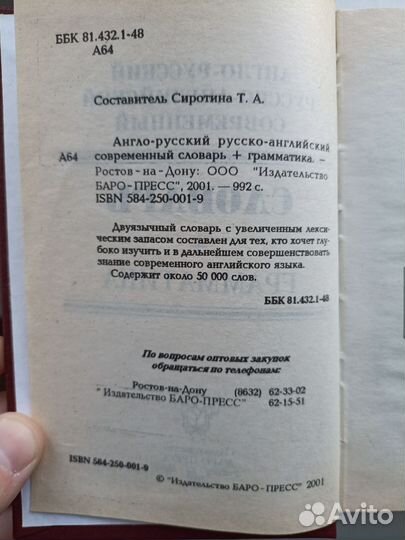 ББК 81.432.1-48
А64
Составитель Сиротина Т. А.
Англо-русский русско-английский
А64 современный словарь + грамматика. -
Ростов-на-Дону: ООО "Издательство
БАРО-ПРЕСС", 2001. — 992 с.
ISBN 584-250-001-9
Двуязычный словарь с увеличенным лекси-
ческим запасом составлен для тех, кто хочет глу-
боко изучить и в дальнейшем совершенствовать
знание современного английского языка.
Содержит около 50 000 слов.
ББК 81.432.1-48
По вопросам оптовых закупок
обращаться по телефонам:
Ростов-на-Дону (8632) 62-33-02
"Издательство БАРО-ПРЕСС" 62-15-51
ISBN 584-250-001-9
© "Издательство БАРО-ПРЕСС" 2001
Avito